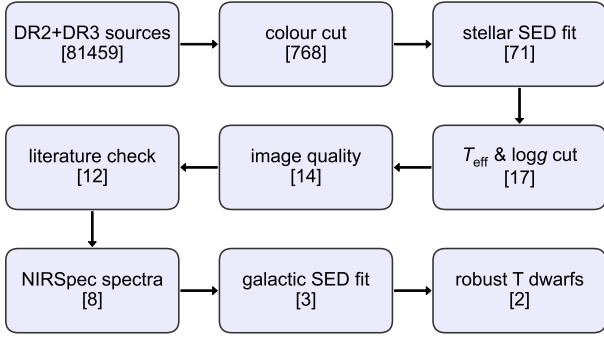 DR2+DR3 sources
[81459]
colour cut
[768]
stellar SED fit
[71]
Teff & logg cut
[17]
image quality
[14]
literature check
[12]
NIRSpec spectra
[8]
galactic SED fit
[3]
robust T dwarfs
[2]